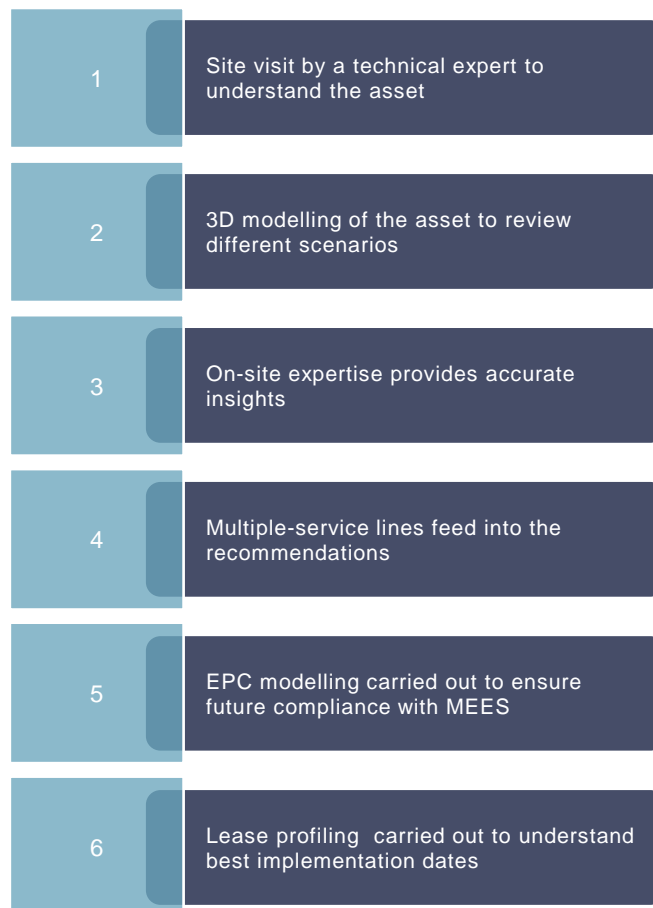 1
Site visit by a technical expert to
understand the asset
2
3D modelling of the asset to review
different scenarios
3
On-site expertise provides accurate
insights
4
Multiple-service lines feed into the
recommendations
5
EPC modelling carried out to ensure
future compliance with MEES
6
Lease profiling  carried out to understand
best implementation dates